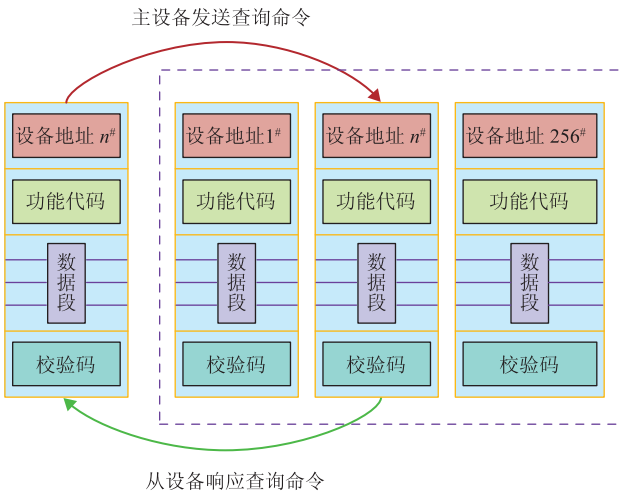 主设备发送查询命令
设备地址 n#
设备地址1#
设备地址 n#
设备地址 256#
功能代码
功能代码
功能代码
功能代码
数据段
数据段
数据段
数据段
校验码
校验码
校验码
校验码
从设备响应查询命令